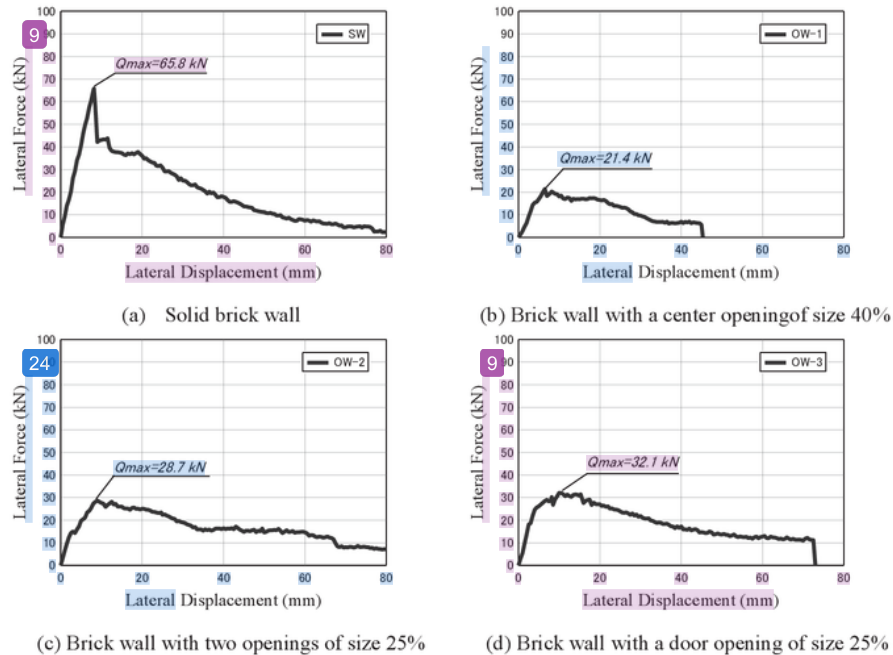 9
100
90
80
70
60
50
40
30
20
10
0
Lateral Force (kN)
SW
Qmax=65.8 kN
0 20 40 60 80
Lateral Displacement (mm)
(a) Solid brick wall
100
90
80
70
60
50
40
30
20
10
0
Lateral Force (kN)
OW-1
Qmax=21.4 kN
0 20 40 60 80
Lateral Displacement (mm)
(b) Brick wall with a center openingof size 40%
24
100
80
70
60
50
40
30
20
10
0
Lateral Force (kN)
OW-2
Qmax=28.7 kN
0 20 40 60 80
Lateral Displacement (mm)
(c) Brick wall with two openings of size 25%
9
100
90
80
70
60
50
40
30
20
10
0
Lateral Force (kN)
OW-3
Qmax=32.1 kN
0 20 40 60 80
Lateral Displacement (mm)
(d) Brick wall with a door opening of size 25%